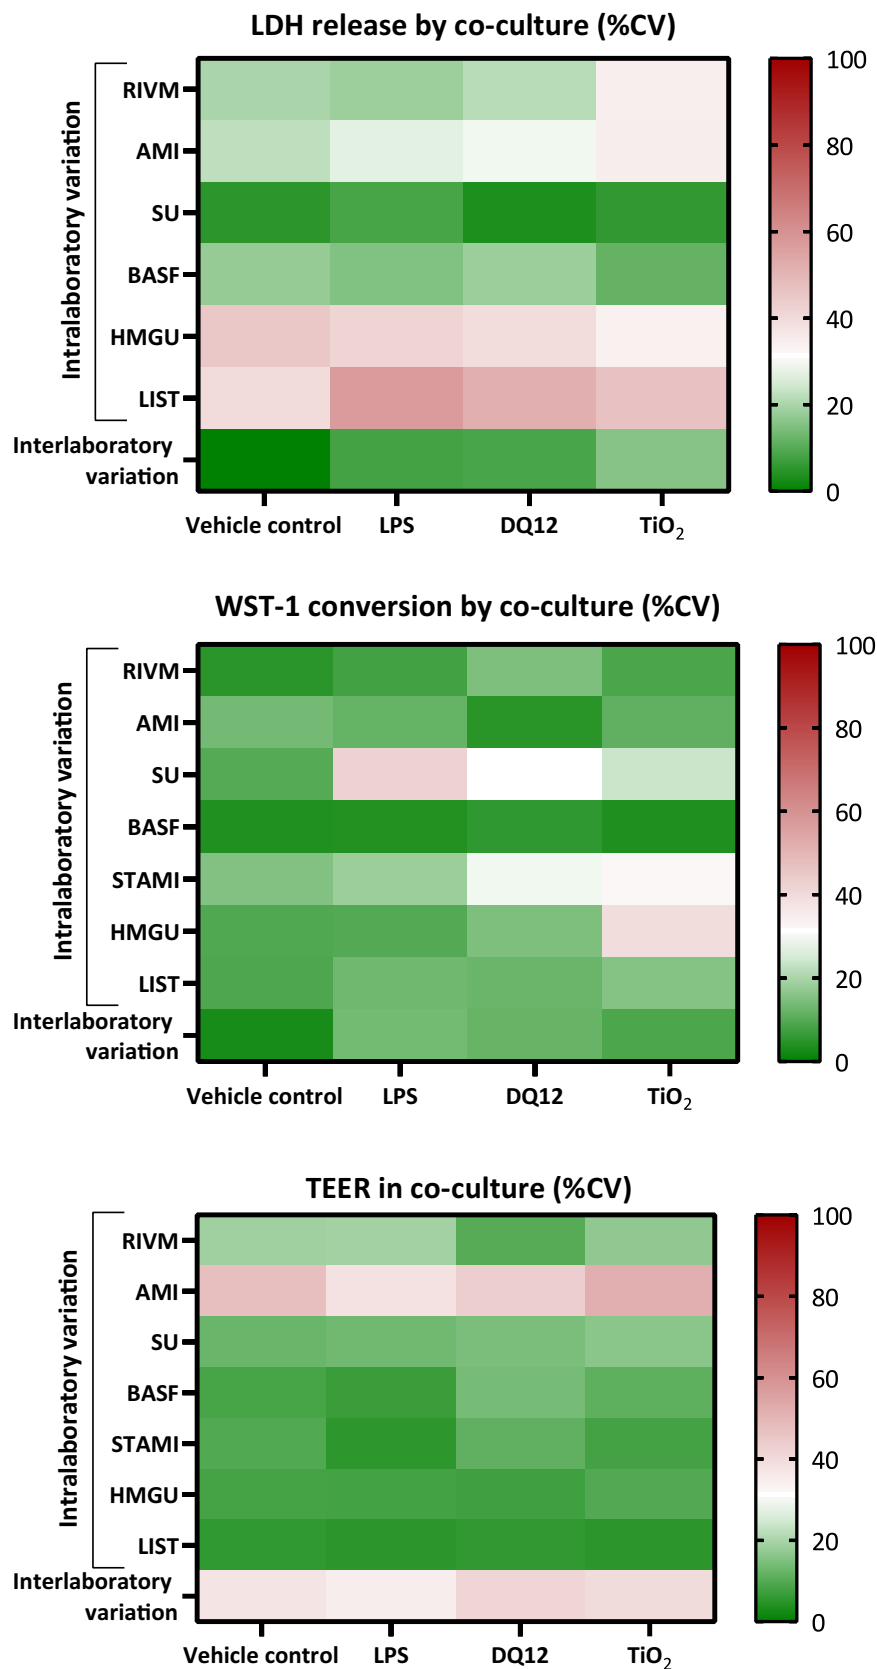 LDH release by co-culture (%CV)
Intralaboratory variation
RIVM
AMI
SU
BASF
HMGU
LIST
Interlaboratory
variation
Vehicle control LPS DQ12 TiO₂
100
80
60
40
20
0
WST-1 conversion by co-culture (%CV)
Intralaboratory variation
RIVM
AMI
SU
BASF
STAMI
HMGU
LIST
Interlaboratory
variation
Vehicle control LPS DQ12 TiO₂
100
80
60
40
20
0
TEER in co-culture (%CV)
Intralaboratory variation
RIVM
AMI
SU
BASF
STAMI
HMGU
LIST
Interlaboratory
variation
Vehicle control LPS DQ12 TiO₂
100
80
60
40
20
0